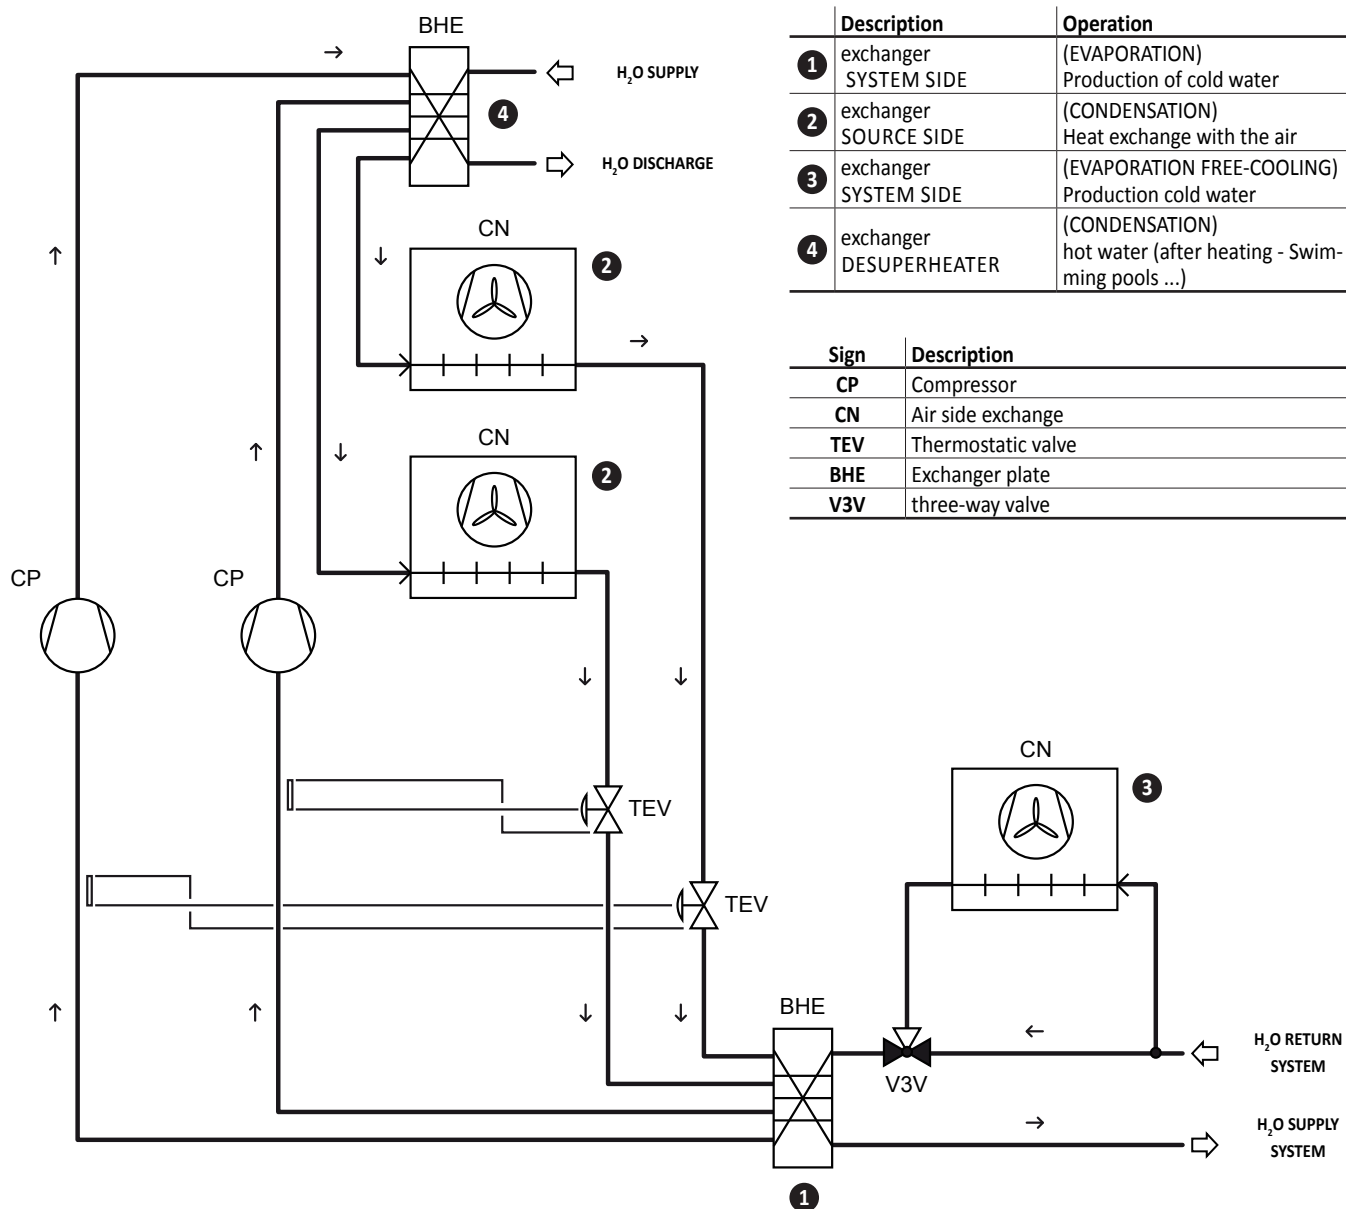 BHE
H₂O SUPPLY
4
H₂O DISCHARGE
CN
2
CN
2
CP
CP
TEV
TEV
CN
3
BHE
V3V
H₂O RETURN
SYSTEM
H₂O SUPPLY
SYSTEM
1
Description Operation
1 exchanger (EVAPORATION)
SYSTEM SIDE Production of cold water
2 exchanger (CONDENSATION)
SOURCE SIDE Heat exchange with the air
3 exchanger (EVAPORATION FREE-COOLING)
SYSTEM SIDE Production cold water
4 exchanger (CONDENSATION)
DESUPERHEATER hot water (after heating - Swim-
ming pools ...)
Sign Description
CP Compressor
CN Air side exchange
TEV Thermostatic valve
BHE Exchanger plate
V3V three-way valve